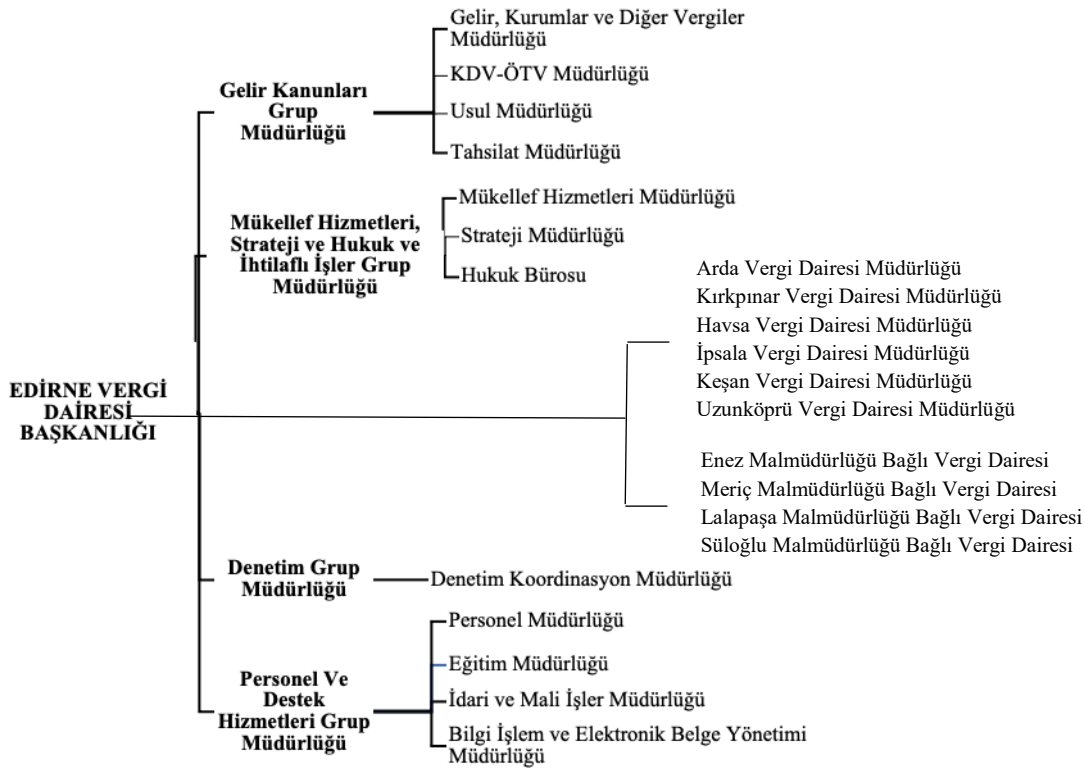 Gelir, Kurumlar ve Diğer Vergiler
Müdürlüğü
KDV-ÖTV Müdürlüğü
Gelir Kanunları
Grup
Müdürlüğü
Usul Müdürlüğü
Tahsilat Müdürlüğü
Mükellef Hizmetleri,
Strateji ve Hukuk ve
İhtilaflı İşler Grup
Müdürlüğü
Mükellef Hizmetleri Müdürlüğü
Strateji Müdürlüğü
Hukuk Bürosu
Arda Vergi Dairesi Müdürlüğü
Kırkpınar Vergi Dairesi Müdürlüğü
Havsa Vergi Dairesi Müdürlüğü
İpsala Vergi Dairesi Müdürlüğü
Keşan Vergi Dairesi Müdürlüğü
Uzunköprü Vergi Dairesi Müdürlüğü
EDİRNE VERGİ
DAİRESİ
BAŞKANLIĞI
Enez Malmüdürlüğü Bağlı Vergi Dairesi
Meriç Malmüdürlüğü Bağlı Vergi Dairesi
Lalapaşa Malmüdürlüğü Bağlı Vergi Dairesi
Süloğlu Malmüdürlüğü Bağlı Vergi Dairesi
Denetim Grup
Müdürlüğü
Denetim Koordinasyon Müdürlüğü
Personel Ve
Destek
Hizmetleri Grup
Müdürlüğü
Personel Müdürlüğü
Eğitim Müdürlüğü
İdari ve Mali İşler Müdürlüğü
Bilgi İşlem ve Elektronik Belge Yönetimi
Müdürlüğü